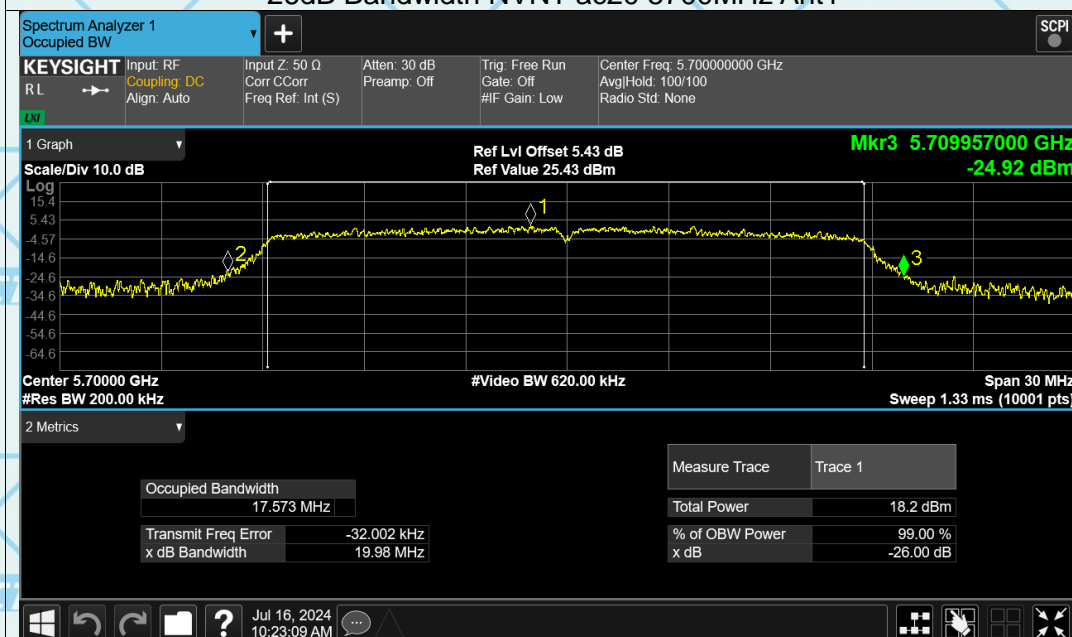 Spectrum Analyzer 1
Occupied BW
+
SCPI
KEYSIGHT
RL
LXI
Input: RF
Coupling: DC
Align: Auto
Input Z: 50 Ω
Corr CCorr
Freq Ref: Int (S)
Atten: 30 dB
Preamp: Off
Trig: Free Run
Gate: Off
#IF Gain: Low
Center Freq: 5.700000000 GHz
Avg|Hold: 100/100
Radio Std: None
1 Graph
Scale/Div 10.0 dB
Ref Lvl Offset 5.43 dB
Ref Value 25.43 dBm
Mkr3 5.709957000 GHz
-24.92 dBm
Log
15.4
5.43
-4.57
-14.6
-24.6
-34.6
-44.6
-54.6
-64.6
1
2
3
Center 5.70000 GHz
#Video BW 620.00 kHz
Span 30 MHz
#Res BW 200.00 kHz
Sweep 1.33 ms (10001 pts)
2 Metrics
Measure Trace Trace 1
Occupied Bandwidth
17.573 MHz
Total Power 18.2 dBm
Transmit Freq Error -32.002 kHz
% of OBW Power 99.00 %
x dB Bandwidth 19.98 MHz
x dB -26.00 dB
?
Jul 16, 2024
10:23:09 AM